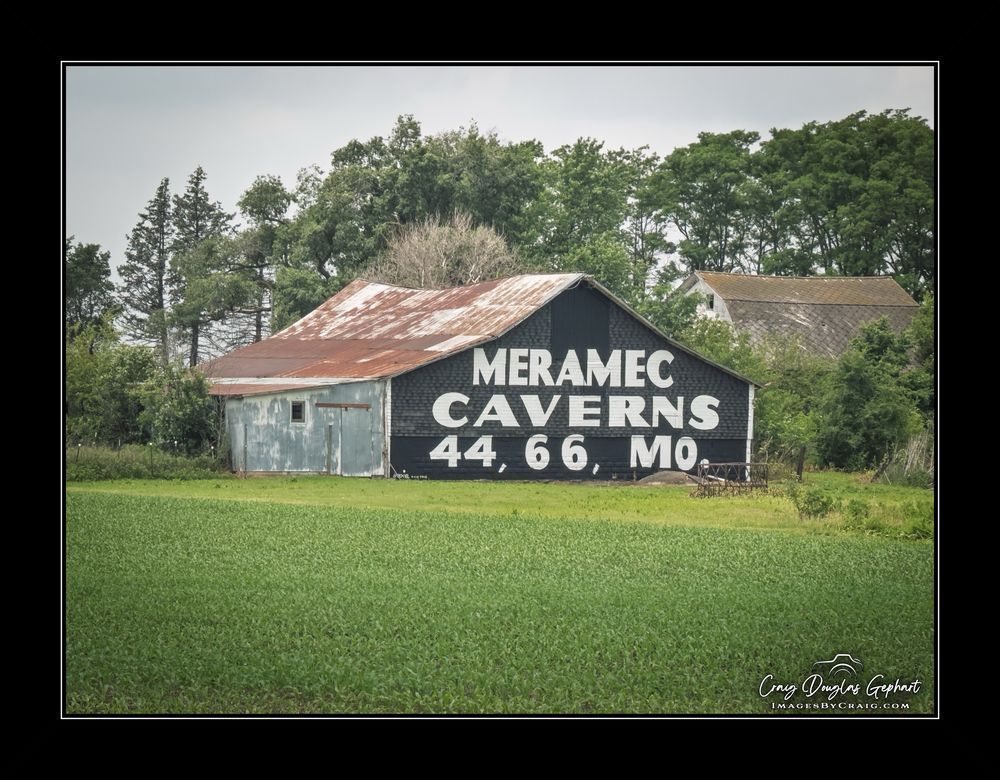 MERAMEC
CAVERNS
44, 66, MO.
Craig Douglas Gephart
IMAGESBYCRAIG.COM